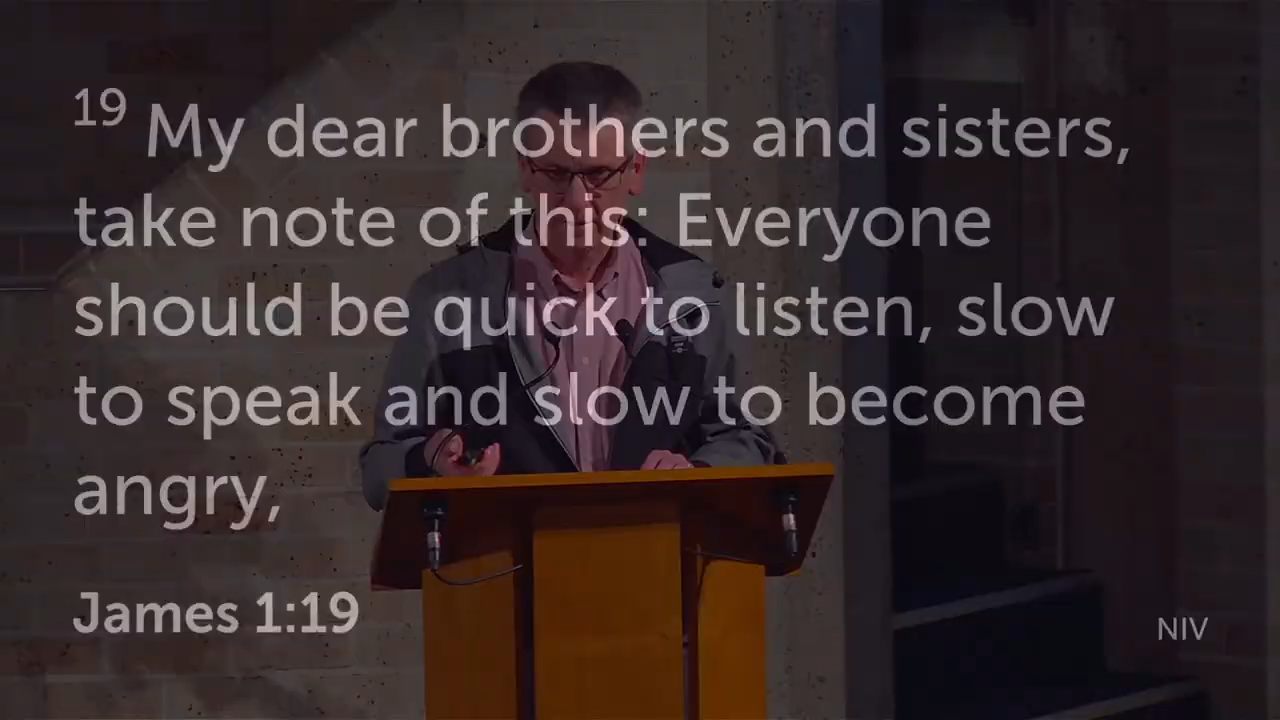 19 My dear brothers and sisters,
take note of this: Everyone
should be quick to listen, slow
to speak and slow to become
angry,
James 1:19
NIV